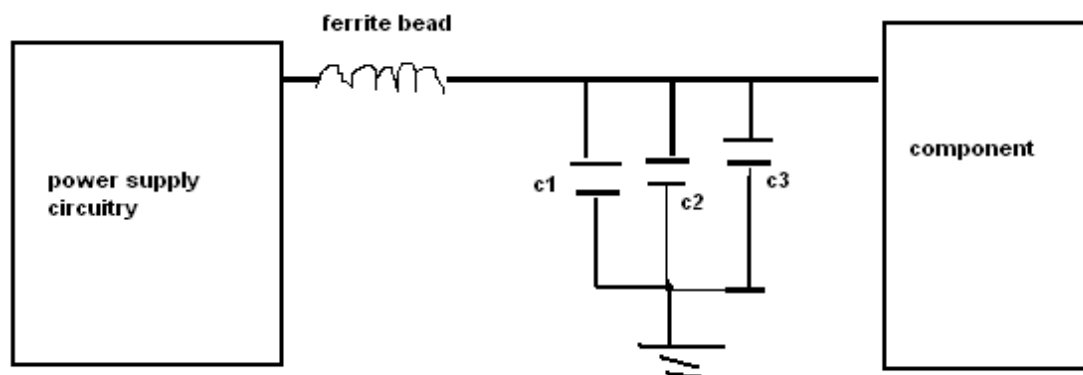 ferrite bead
power supply
circuitry
c1
c2
c3
component